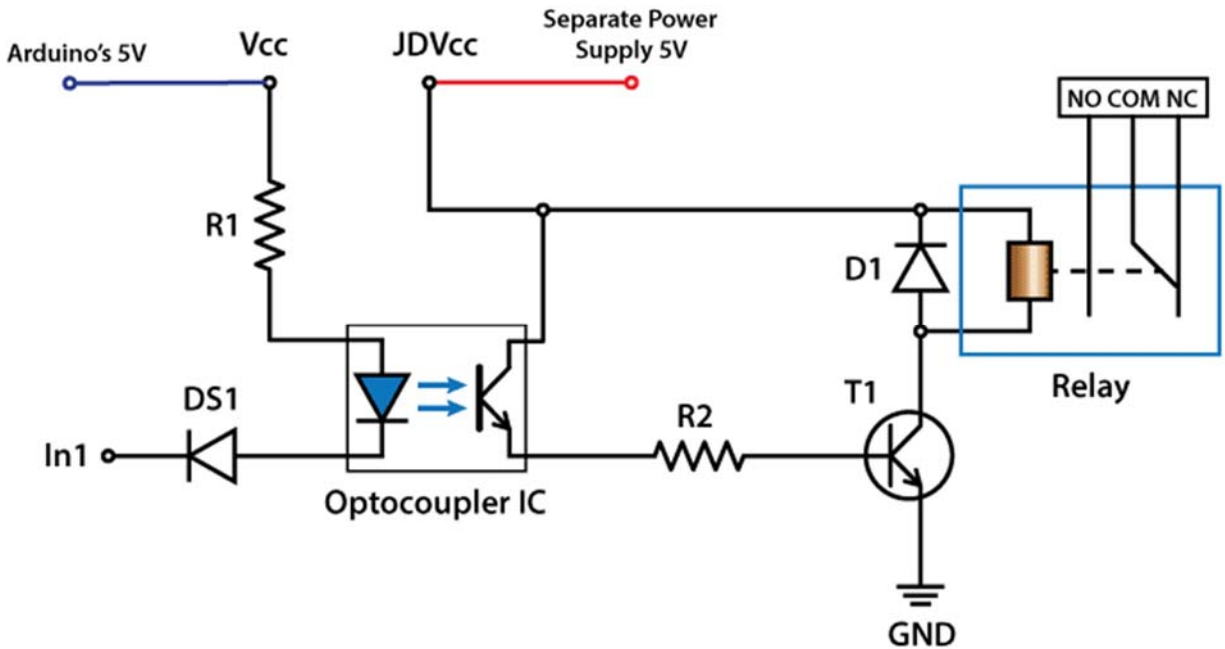 Separate Power
Supply 5V
Arduino's 5V
Vcc
JDVcc
NO COM NC
R1
D1
Relay
DS1
T1
R2
In1
Optocoupler IC
GND